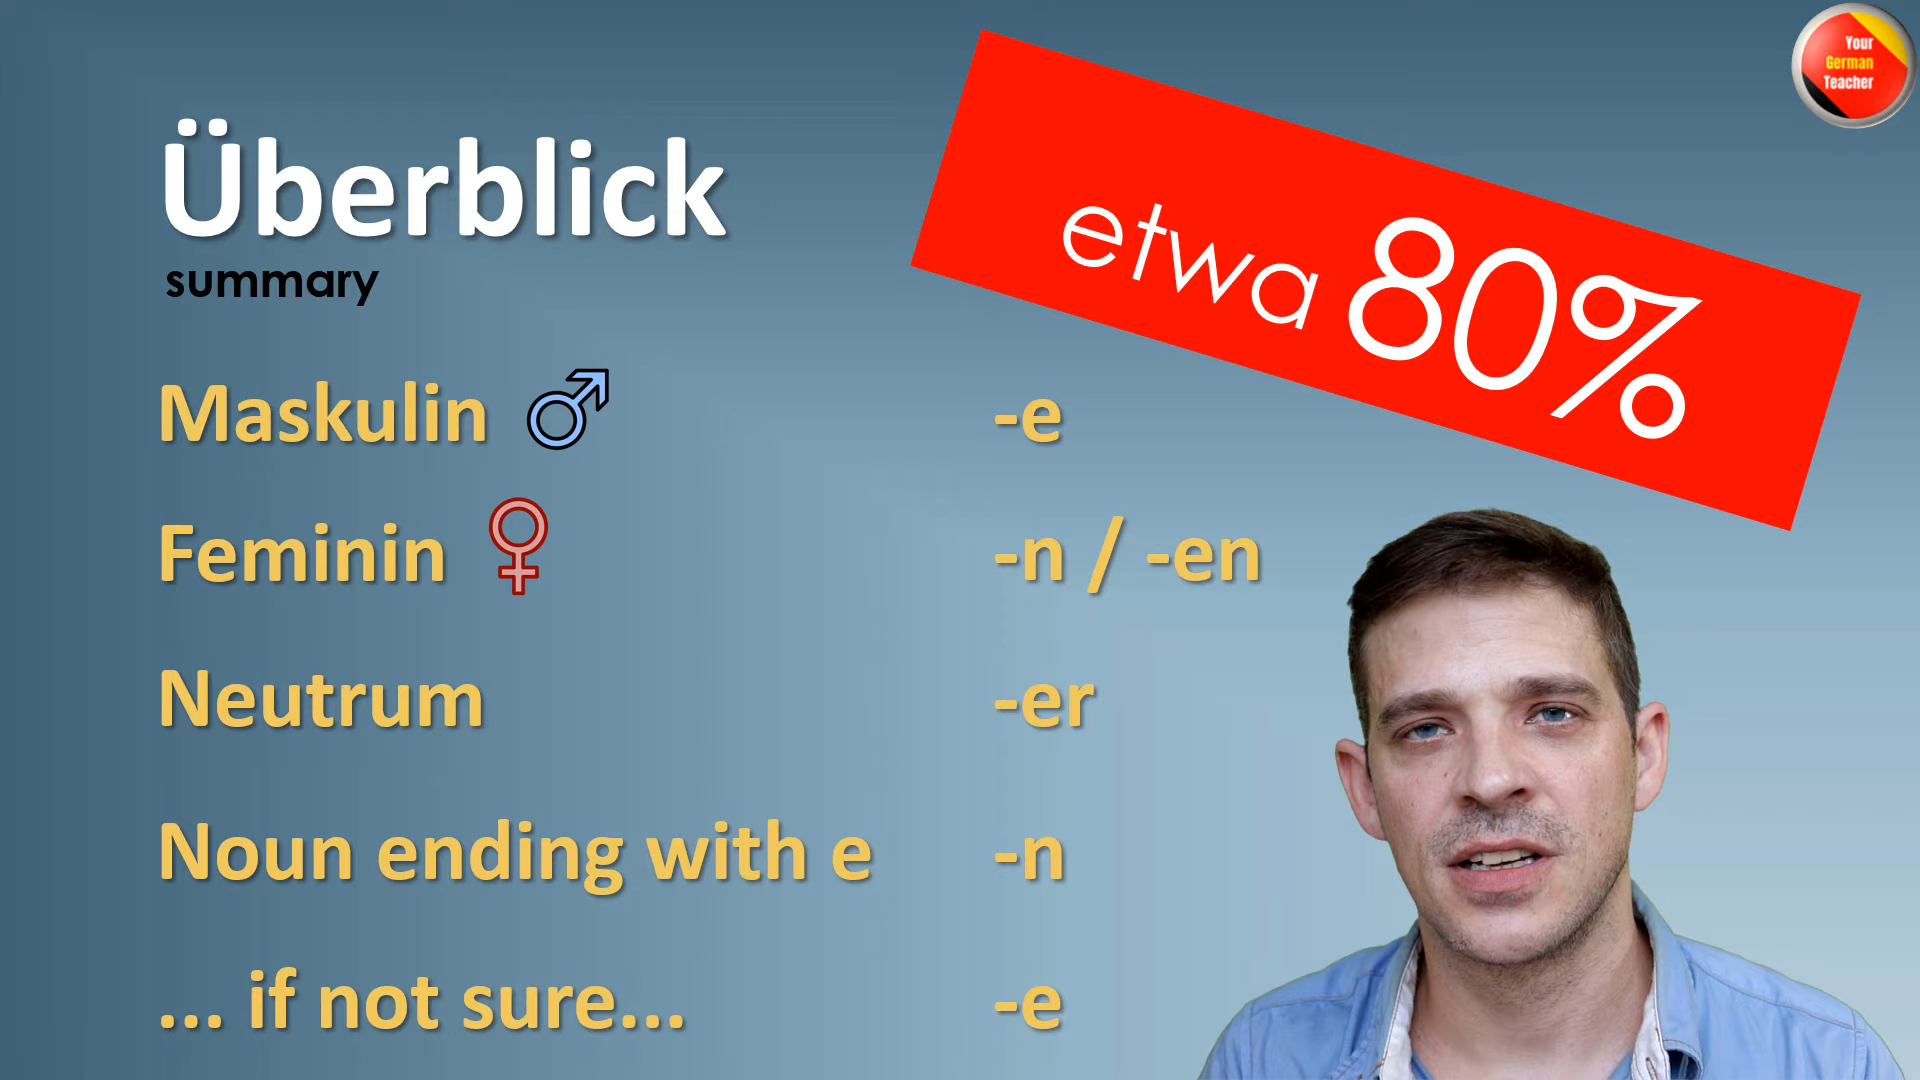 Your
German
Teacher
Überblick
summary
etwa 80%
Maskulin -e
Feminin -n / -en
Neutrum -er
Noun ending with e -n
... if not sure... -e